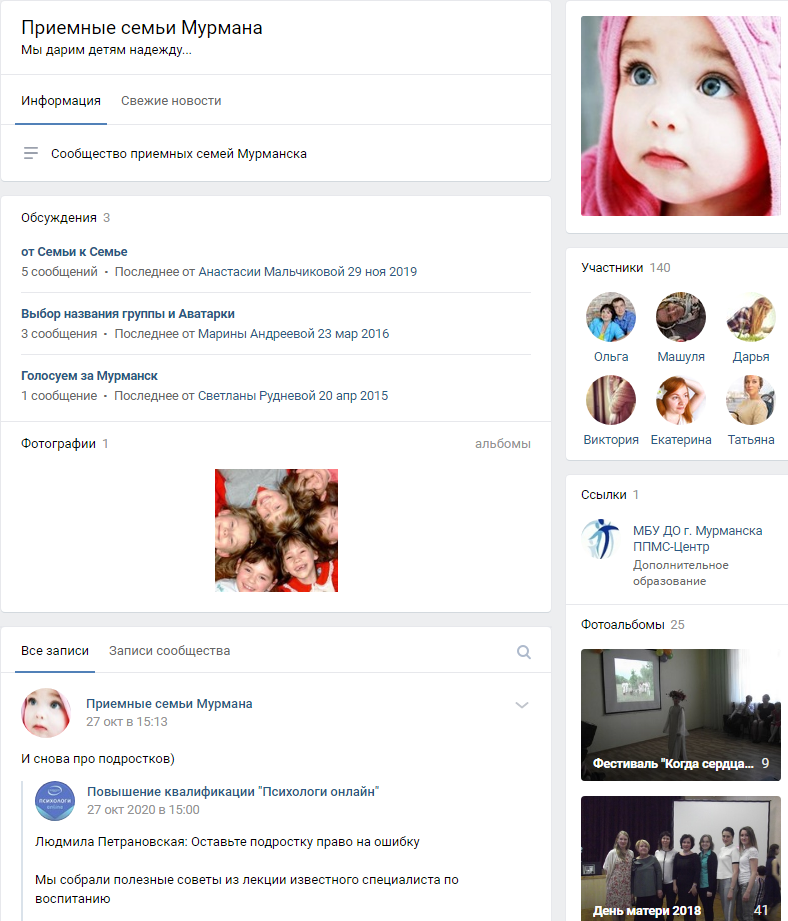 Приемные семьи Мурмана
Мы дарим детям надежду...
Информация Свежие новости
Сообщество приемных семей Мурманска
Обсуждения 3
от Семьи к Семье
5 сообщений • Последнее от Анастасии Мальчиковой 29 ноя 2019
Выбор названия группы и Аватарки
3 сообщения • Последнее от Марины Андреевой 23 мар 2016
Голосуем за Мурманск
1 сообщение • Последнее от Светланы Рудневой 20 апр 2015
Фотографии 1 альбомы
Все записи Записи сообщества
Приемные семьи Мурмана
27 окт в 15:13
И снова про подростков)
психологи
online
Повышение квалификации "Психологи онлайн"
27 окт 2020 в 15:00
Людмила Петрановская: Оставьте подростку право на ошибку
Мы собрали полезные советы из лекции известного специалиста по
воспитанию
Участники 140
Ольга Машуля Дарья
Виктория Екатерина Татьяна
Ссылки 1
МБУ ДО г. Мурманска
ППМС-Центр
Дополнительное
образование
Фотоальбомы 25
Фестиваль "Когда сердца... 9
День матери 2018 41